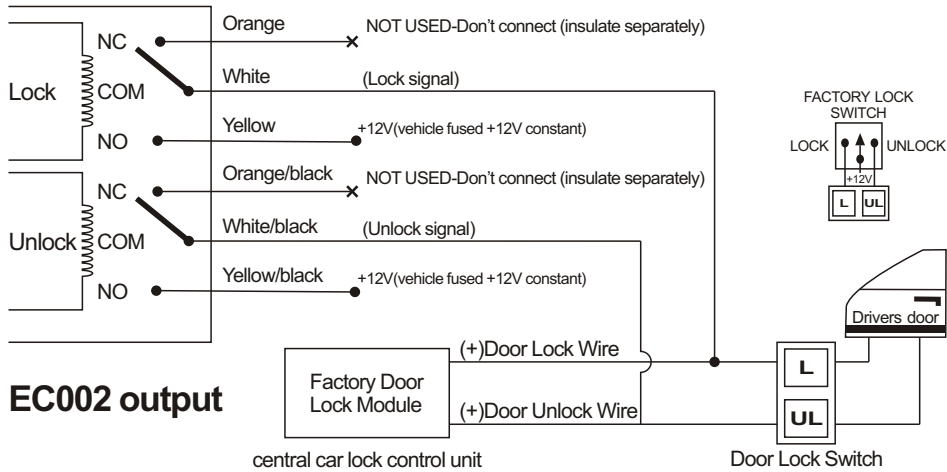 Orange
NOT USED-Don't connect (insulate separately)
NC
White
(Lock signal)
Lock
COM
FACTORY LOCK
SWITCH
Yellow
+12V(vehicle fused +12V constant)
NO
LOCK
UNLOCK
Orange/black
NOT USED-Don't connect (insulate separately)
+12V
NC
L
UL
White/black
(Unlock signal)
Unlock
COM
Yellow/black
+12V(vehicle fused +12V constant)
NO
Drivers door
(+)Door Lock Wire
L
Factory Door
Lock Module
EC002 output
(+)Door Unlock Wire
UL
central car lock control unit
Door Lock Switch